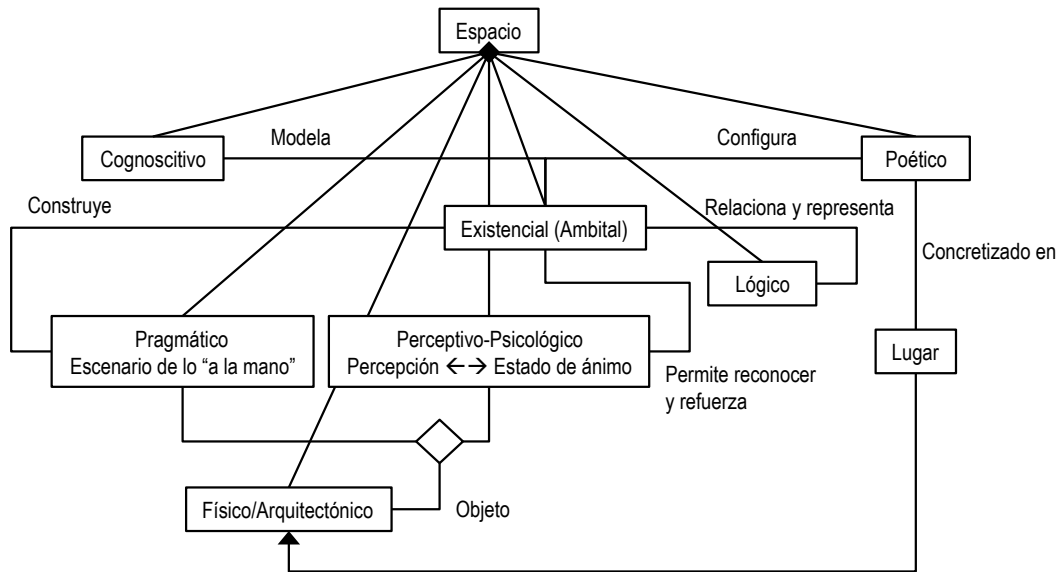 Espacio
Modela
Configura
Cognoscitivo
Poético
Construye
Relaciona y representa
Existencial (Ambital)
Concretizado en
Lógico
Pragmático
Escenario de lo “a la mano”
Perceptivo-Psicológico
Percepción ←→ Estado de ánimo
Lugar
Permite reconocer
y refuerza
Físico/Arquitectónico
Objeto